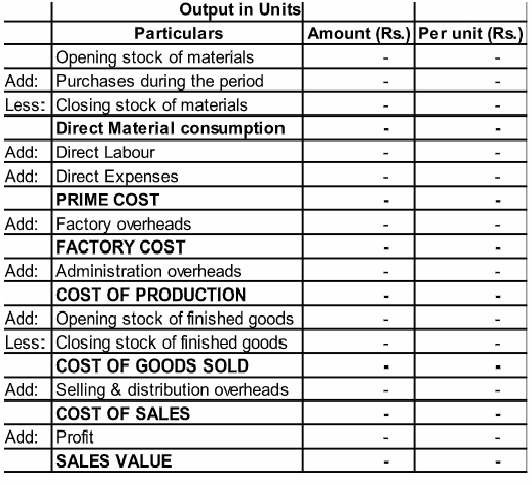 Output in Units
Particulars Amount (Rs.) Per unit (Rs.)
Opening stock of materials - -
Add: Purchases during the period - -
Less: Closing stock of materials - -
Direct Material consumption - -
Add: Direct Labour - -
Add: Direct Expenses - -
PRIME COST - -
Add: Factory overheads - -
FACTORY COST - -
Add: Administration overheads - -
COST OF PRODUCTION - -
Add: Opening stock of finished goods - -
Less: Closing stock of finished goods - -
COST OF GOODS SOLD - -
Add: Selling & distribution overheads - -
COST OF SALES - -
Add: Profit - -
SALES VALUE - -